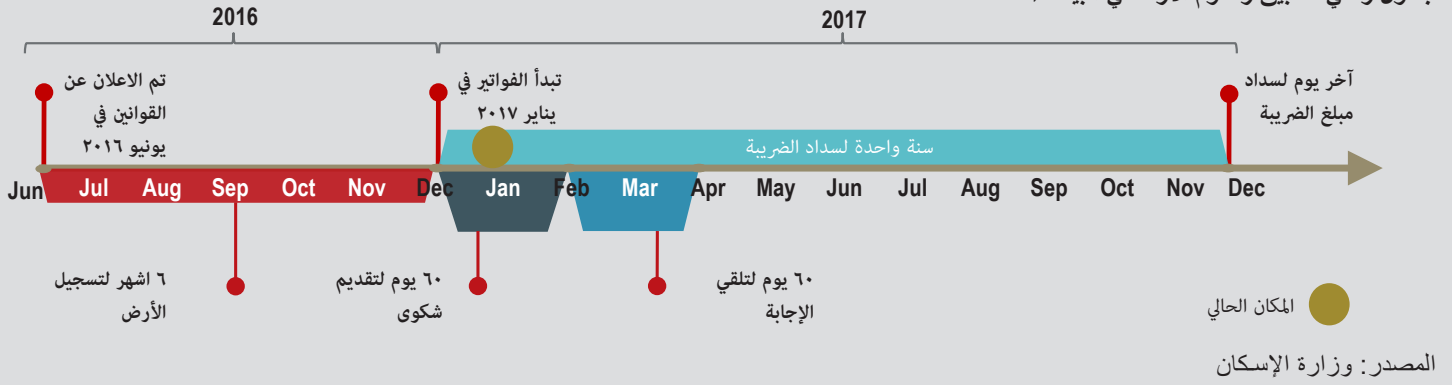 2016
2017
تم الاعلان عن
القوانين في
يونيو ٢٠١٦
تبدأ الفواتير في
يناير ٢٠١٧
آخر يوم لسداد
مبلغ الضريبة
سنة واحدة لسداد الضريبة
Jun Jul Aug Sep Oct Nov Dec Jan Feb Mar Apr May Jun Jul Aug Sep Oct Nov Dec
٦ اشهر لتسجيل
الأرض
٦٠ يوم لتقديم
شكوى
٦٠ يوم لتلقي
الإجابة
المكان الحالي
المصدر: وزارة الإسكان